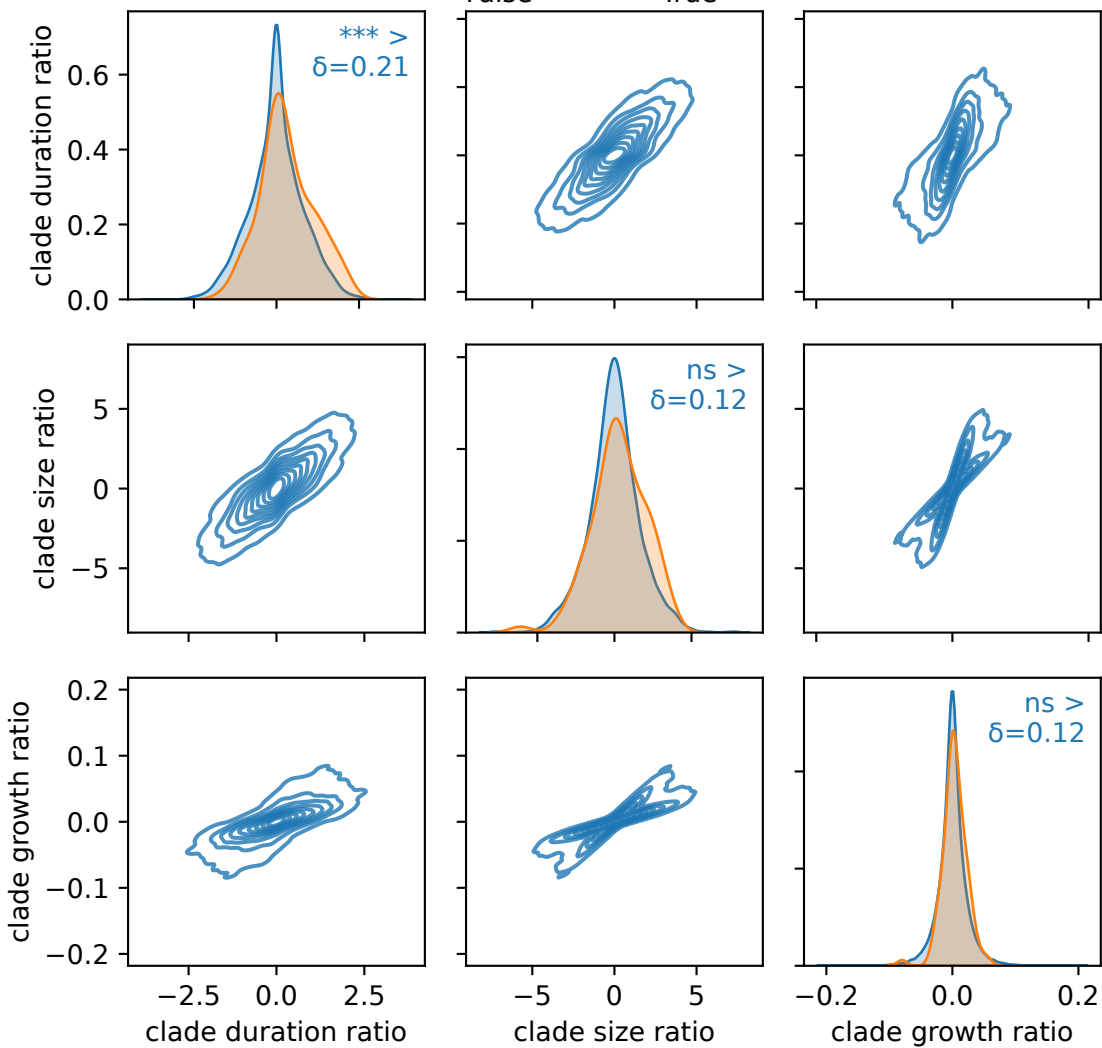 clade duration ratio
0.6
0.4
0.2
0.0
*** >
δ=0.21
clade size ratio
5
0
−5
ns >
δ=0.12
clade growth ratio
0.2
0.1
0.0
−0.1
−0.2
ns >
δ=0.12
−2.5 0.0 2.5
clade duration ratio
−5 0 5
clade size ratio
−0.2 0.0 0.2
clade growth ratio